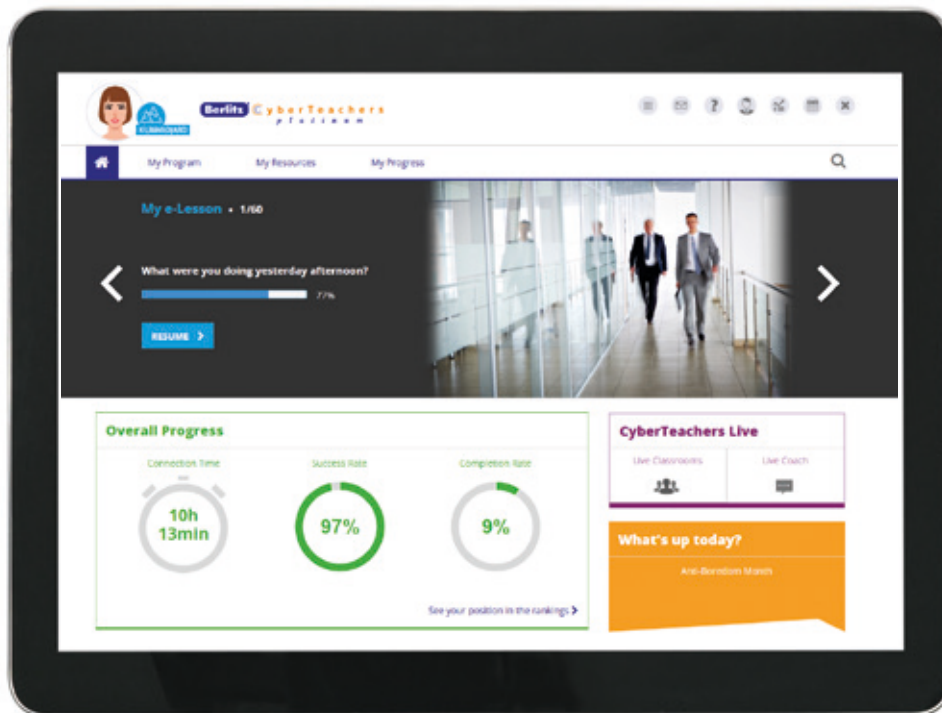 Berlitz CyberTeachers
platinum
KILIMANJARO
?
My Program My Resources My Progress
My e-Lesson • 1/60
What were you doing yesterday afternoon?
77%
RESUME
Overall Progress
Connection Time Success Rate Completion Rate
10h
13min
97%
9%
See your position in the rankings
CyberTeachers Live
Live Classrooms Live Coach
What's up today?
Anti-Boredom Month